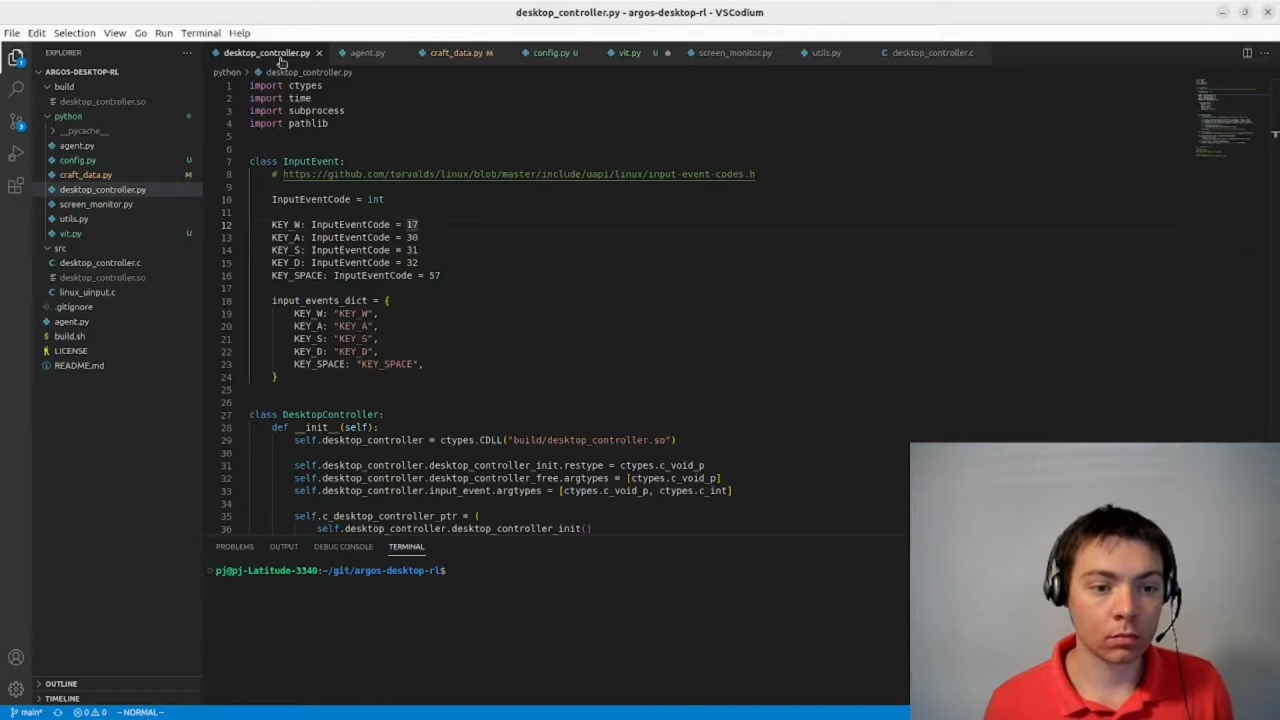 desktop_controller.py - argos-desktop-rl - VSCodium
File Edit Selection View Go Run Terminal Help
EXPLORER
ARGOS-DESKTOP-RL
build
desktop_controller.so
python
__pycache__
agent.py
config.py U
craft_data.py M
desktop_controller.py
screen_monitor.py
utils.py
vit.py U
src
desktop_controller.c
desktop_controller.so
linux_uinput.c
.gitignore
agent.py
build.sh
LICENSE
README.md
OUTLINE
TIMELINE
desktop_controller.py agent.py craft_data.py M config.py U vit.py U screen_monitor.py utils.py desktop_controller.c
python > desktop_controller.py
1 import ctypes
2 import time
3 import subprocess
4 import pathlib
5
6
7 class InputEvent:
8 # https://github.com/torvalds/linux/blob/master/include/uapi/linux/input-event-codes.h
9
10 InputEventCode = int
11
12 KEY_W: InputEventCode = 17
13 KEY_A: InputEventCode = 30
14 KEY_S: InputEventCode = 31
15 KEY_D: InputEventCode = 32
16 KEY_SPACE: InputEventCode = 57
17
18 input_events_dict = {
19 KEY_W: "KEY_W",
20 KEY_A: "KEY_A",
21 KEY_S: "KEY_S",
22 KEY_D: "KEY_D",
23 KEY_SPACE: "KEY_SPACE",
24 }
25
26
27 class DesktopController:
28 def __init__(self):
29 self.desktop_controller = ctypes.CDLL("build/desktop_controller.so")
30
31 self.desktop_controller.desktop_controller_init.restype = ctypes.c_void_p
32 self.desktop_controller.desktop_controller_free.argtypes = [ctypes.c_void_p]
33 self.desktop_controller.input_event.argtypes = [ctypes.c_void_p, ctypes.c_int]
34
35 self.c_desktop_controller_ptr = (
36 self.desktop_controller.desktop_controller_init()
PROBLEMS OUTPUT DEBUG CONSOLE TERMINAL
pj@pj-Latitude-3340:~/git/argos-desktop-rl$
main* 0 0 --NORMAL--